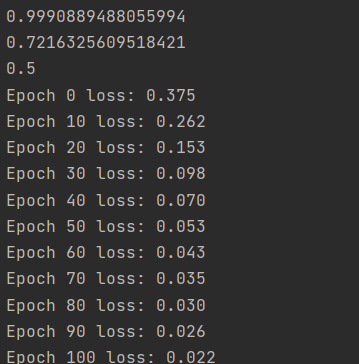 0.9990889488055994
0.7216325609518421
0.5
Epoch 0 loss: 0.375
Epoch 10 loss: 0.262
Epoch 20 loss: 0.153
Epoch 30 loss: 0.098
Epoch 40 loss: 0.070
Epoch 50 loss: 0.053
Epoch 60 loss: 0.043
Epoch 70 loss: 0.035
Epoch 80 loss: 0.030
Epoch 90 loss: 0.026
Epoch 100 loss: 0.022